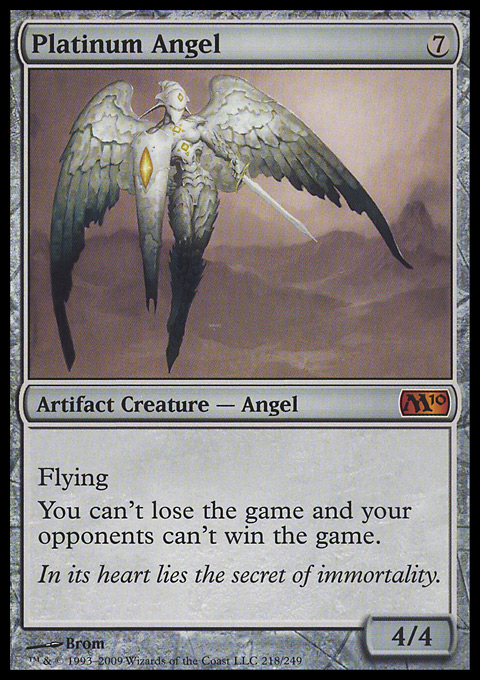 Platinum Angel 7
Artifact Creature — Angel M10
Flying
You can't lose the game and your
opponents can't win the game.
In its heart lies the secret of immortality.
4/4
Brom
™ & © 1993–2009 Wizards of the Coast LLC 218/249